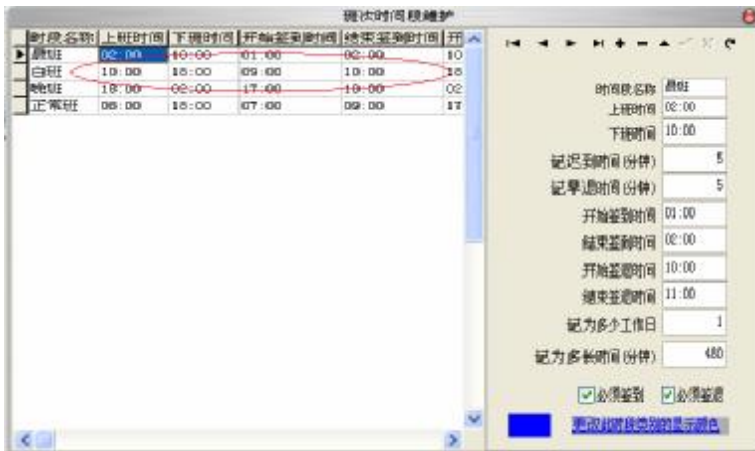 班次时间段维护
时段名称 上班时间 下班时间 开始签到时间 结束签到时间 开
晨班 02:00 10:00 01:00 02:00 10
白班 10:00 18:00 09:00 10:00 18
晚班 18:00 02:00 17:00 18:00 02
正常班 08:00 18:00 07:00 09:00 17
时间段名称 晨班
上班时间 02:00
下班时间 10:00
记迟到时间(分钟) 5
记早退时间(分钟) 5
开始签到时间 01:00
结束签到时间 02:00
开始签退时间 10:00
结束签退时间 11:00
记为多少工作日 1
记为多长时间(分钟) 480
必须签到 必须签退
更改此时段类别的显示颜色